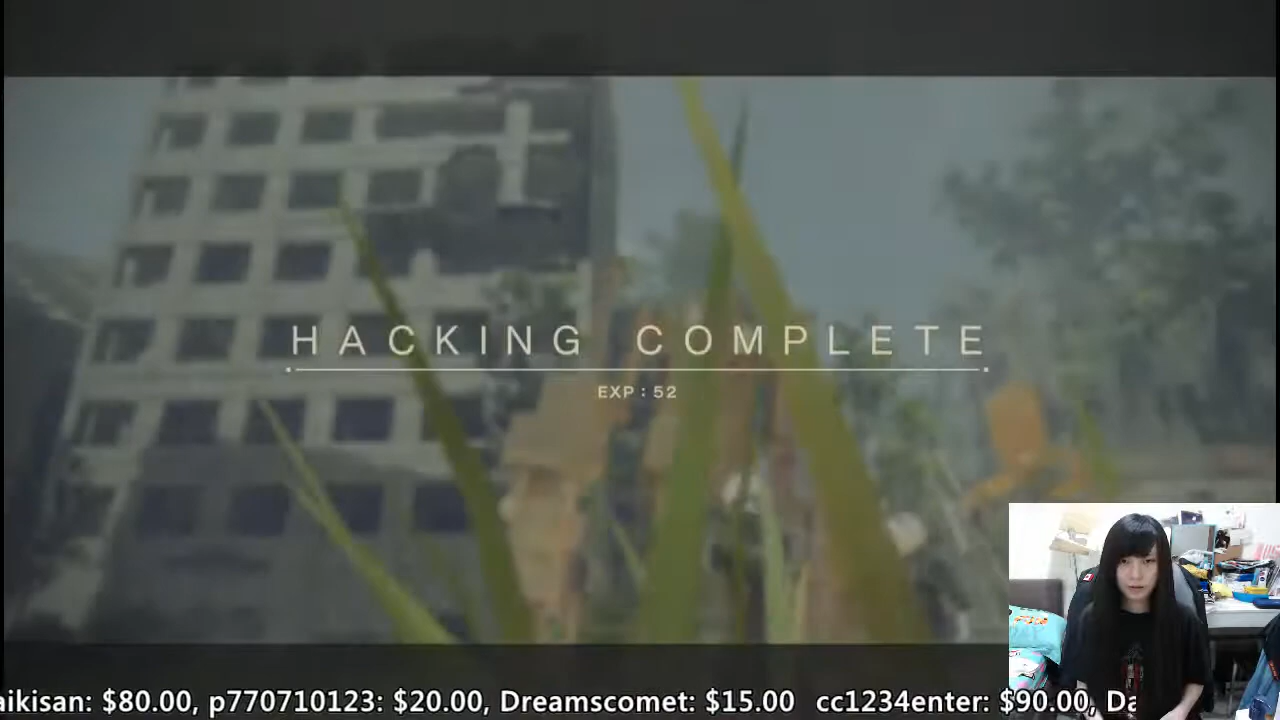 HACKING COMPLETE
EXP : 52
aikisan: $80.00, p770710123: $20.00, Dreamscomet: $15.00 cc1234enter: $90.00, Da